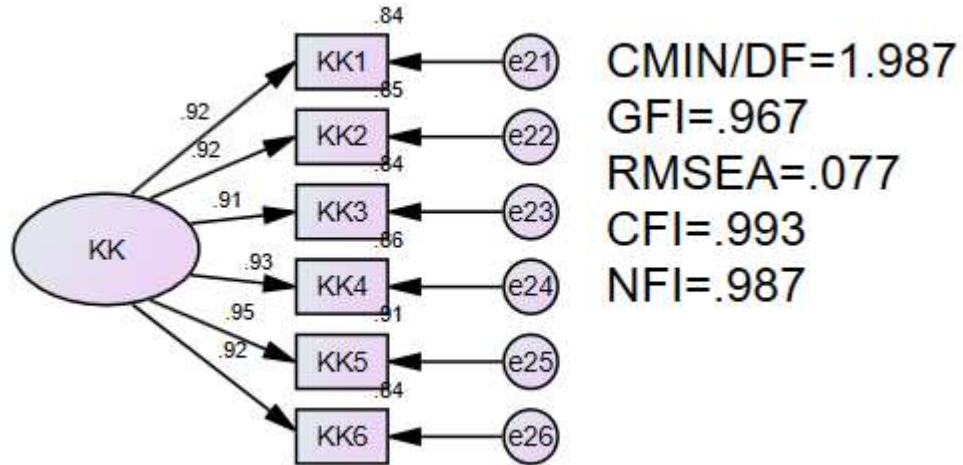 .84
KK1
e21
CMIN/DF=1.987
.92
.85
KK2
e22
GFI=.967
.92
.84
KK3
e23
RMSEA=.077
.91
.86
KK
KK4
e24
CFI=.993
.93
.91
KK5
e25
NFI=.987
.95
.84
KK6
e26
.92